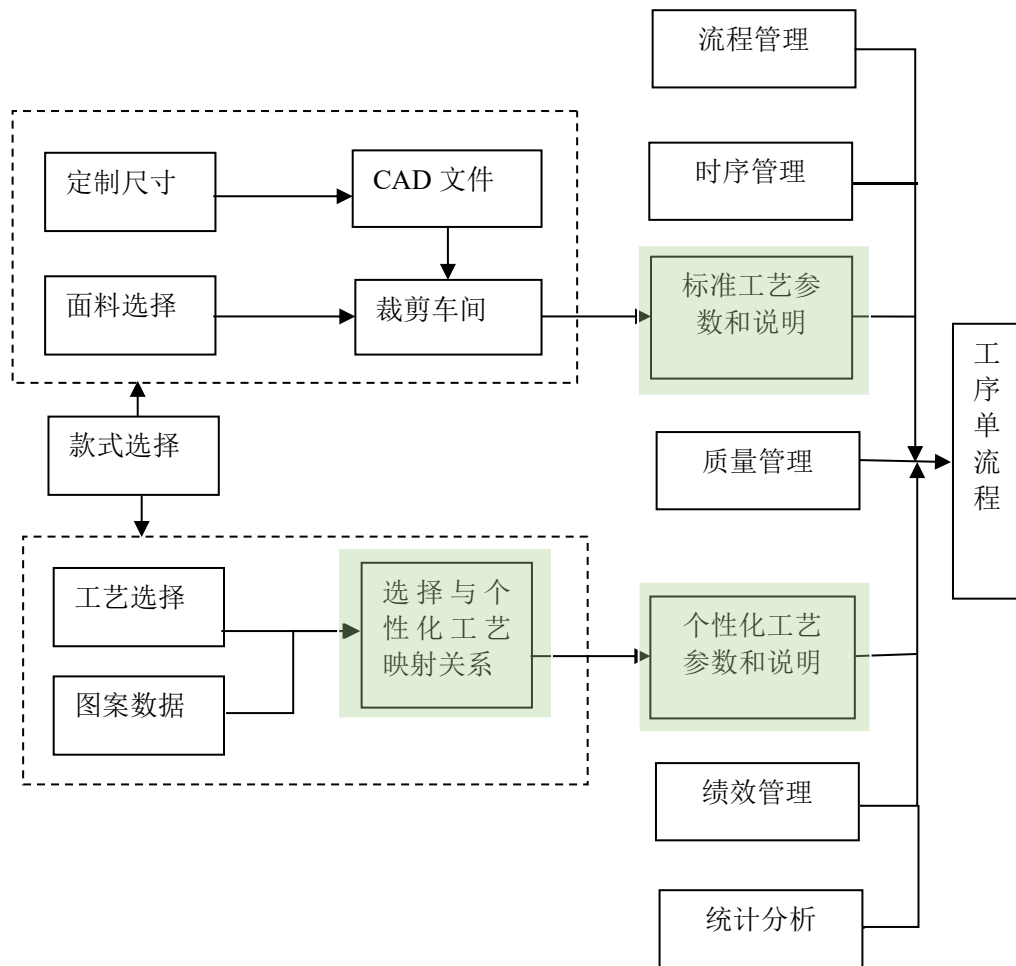 流程管理
时序管理
定制尺寸
CAD 文件
面料选择
裁剪车间
标准工艺参
数和说明
款式选择
质量管理
工
序
单
流
程
工艺选择
图案数据
选择与个
性化工艺
映射关系
个性化工艺
参数和说明
绩效管理
统计分析